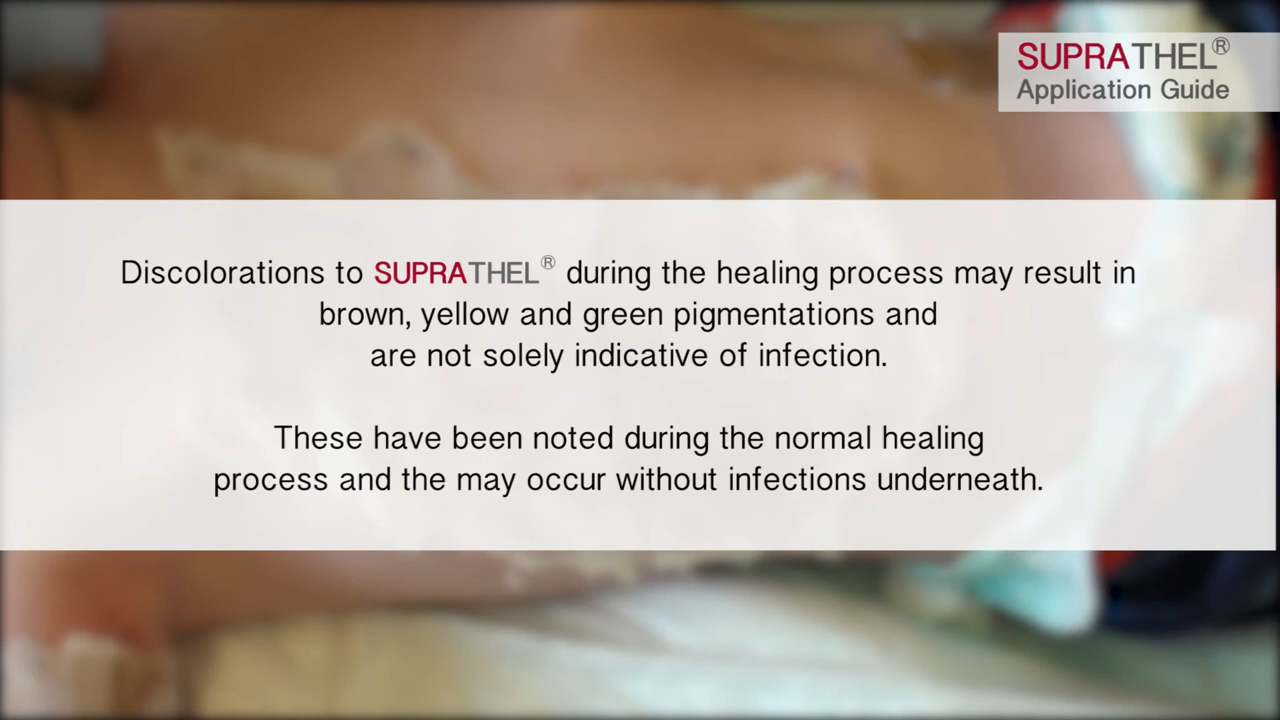 SUPRATHEL®
Application Guide
Discolorations to SUPRATHEL® during the healing process may result in
brown, yellow and green pigmentations and
are not solely indicative of infection.
These have been noted during the normal healing
process and the may occur without infections underneath.